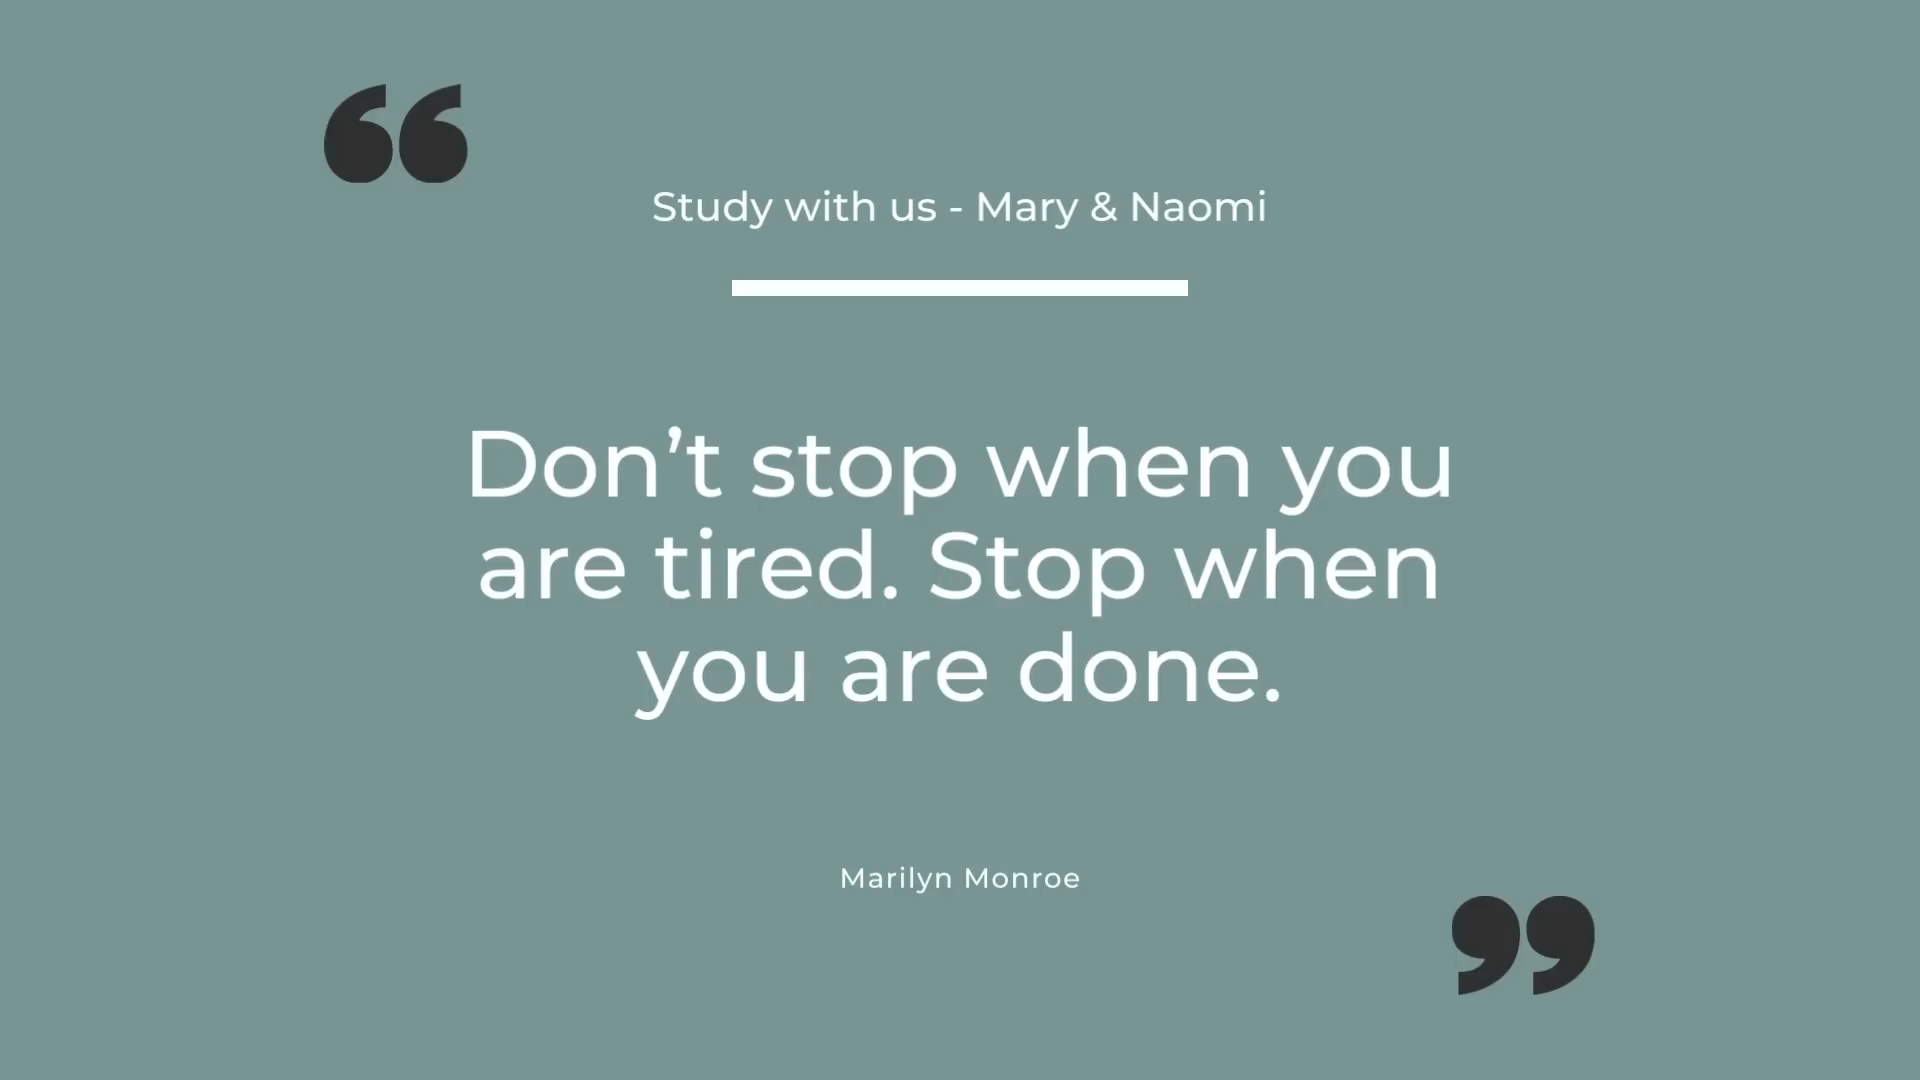 Study with us - Mary & Naomi
Don’t stop when you
are tired. Stop when
you are done.
Marilyn Monroe